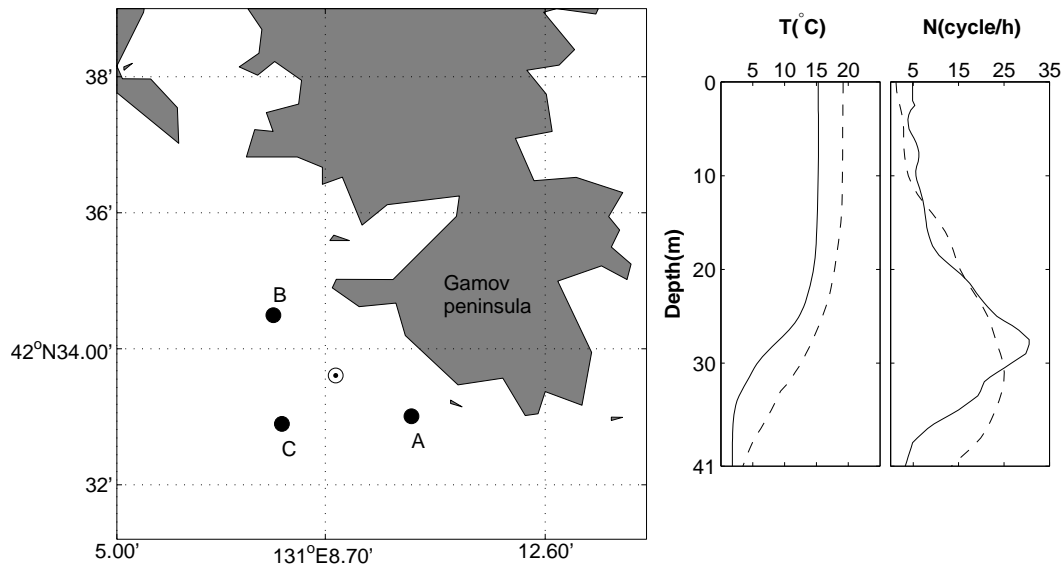 38'
36'
42°N34.00'
32'
5.00'
131°E8.70'
12.60'
Gamov
peninsula
B
C
A
T(°C)
5 10 15 20
N(cycle/h)
5 15 25 35
Depth(m)
0
10
20
30
41